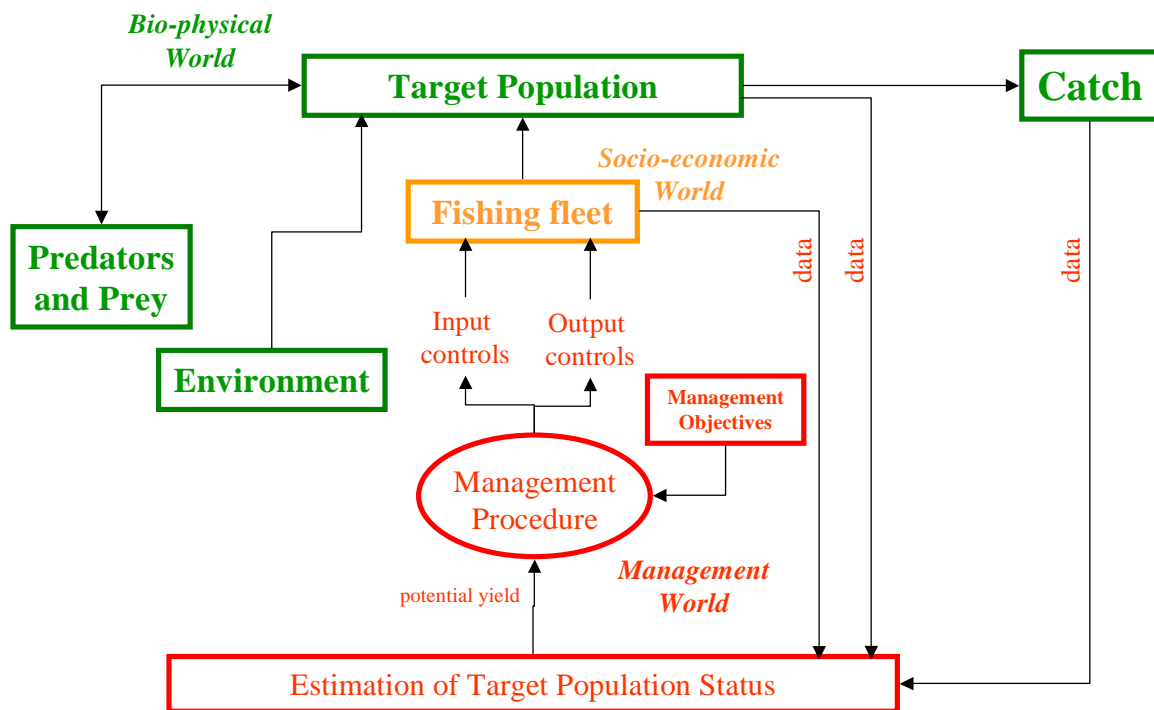 Bio-physical
World
Target Population
Catch
Socio-economic
World
Fishing fleet
Predators
and Prey
data
data
data
Input
controls
Output
controls
Environment
Management
Objectives
Management
Procedure
Management
World
potential yield
Estimation of Target Population Status